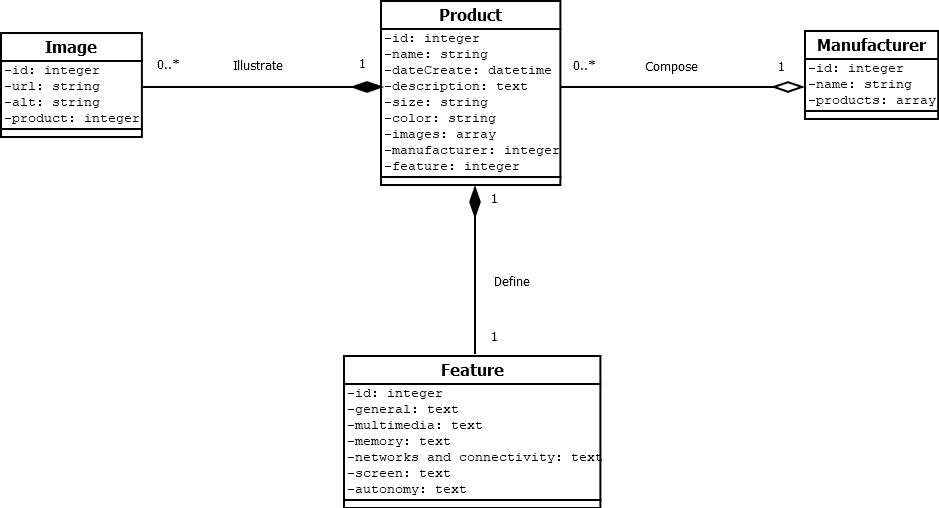 Image
-id: integer
-url: string
-alt: string
-product: integer
0..*
Illustrate
1
Product
-id: integer
-name: string
-dateCreate: datetime
-description: text
-size: string
-color: string
-images: array
-manufacturer: integer
-feature: integer
0..*
Compose
1
Manufacturer
-id: integer
-name: string
-products: array
1
Define
1
Feature
-id: integer
-general: text
-multimedia: text
-memory: text
-networks and connectivity: text
-screen: text
-autonomy: text